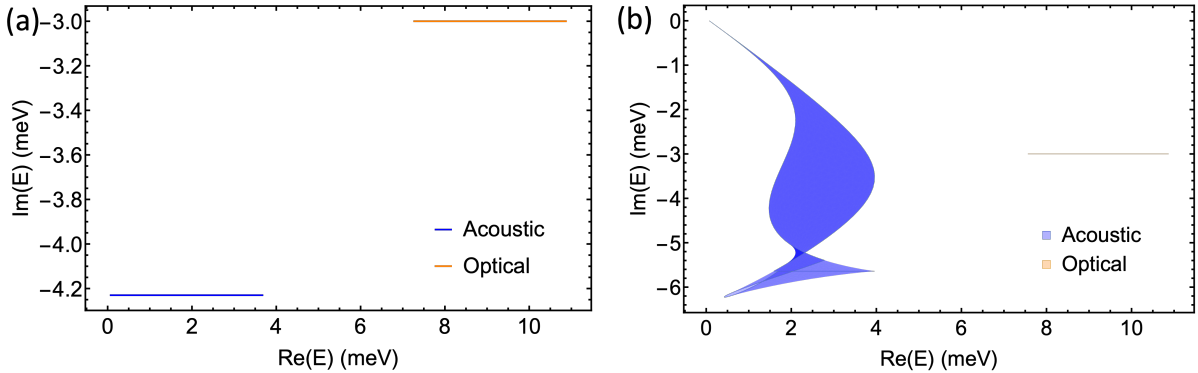 (a)
−3.0
−3.2
−3.4
−3.6
−3.8
−4.0
−4.2
Im(E) (meV)
Acoustic
Optical
0 2 4 6 8 10
Re(E) (meV)
(b)
0
−1
−2
−3
−4
−5
−6
Im(E) (meV)
Acoustic
Optical
0 2 4 6 8 10
Re(E) (meV)